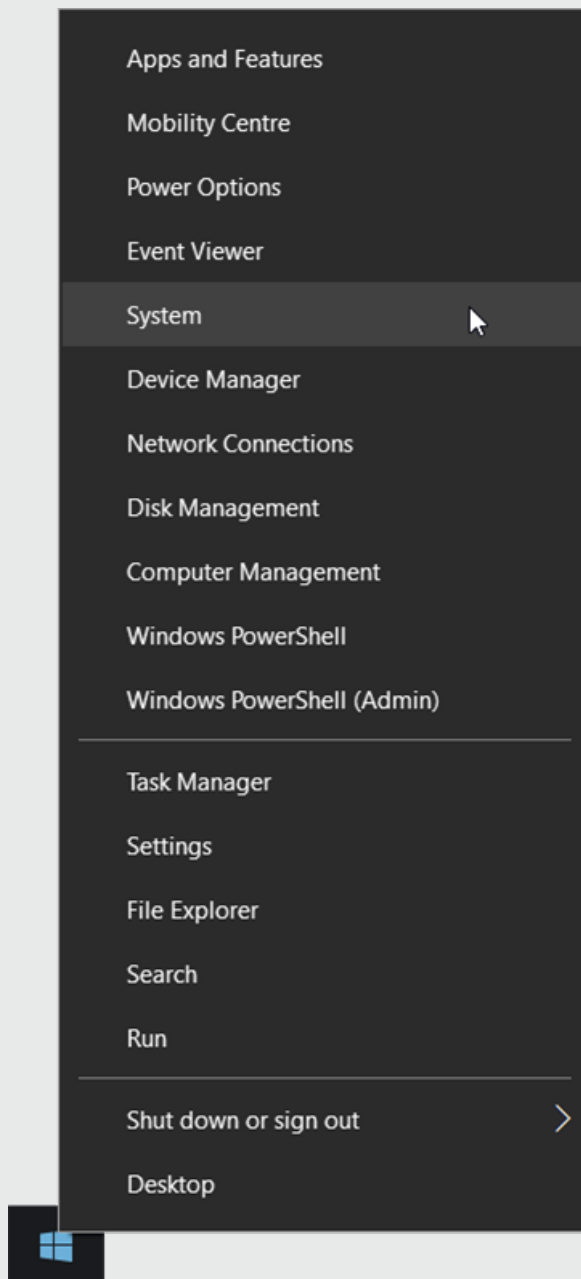 Apps and Features
Mobility Centre
Power Options
Event Viewer
System
Device Manager
Network Connections
Disk Management
Computer Management
Windows PowerShell
Windows PowerShell (Admin)
Task Manager
Settings
File Explorer
Search
Run
Shut down or sign out
Desktop